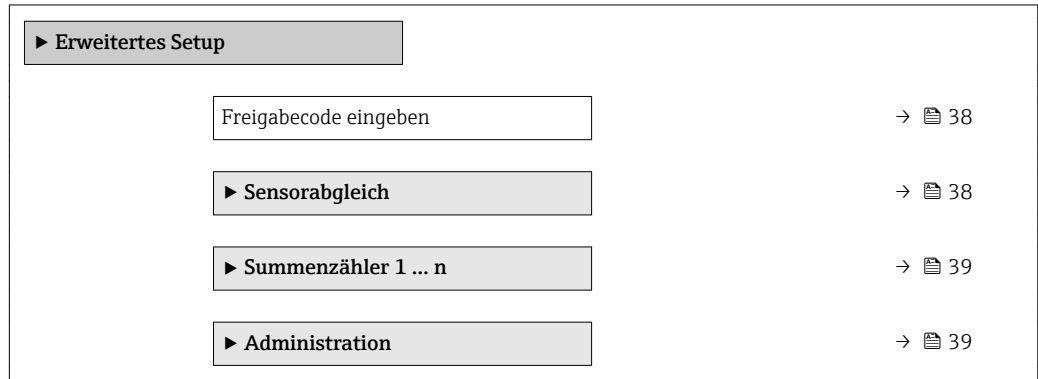 ▶ Erweitertes Setup
Freigabecode eingeben → 38
▶ Sensorabgleich → 38
▶ Summenzähler 1 ... n → 39
▶ Administration → 39